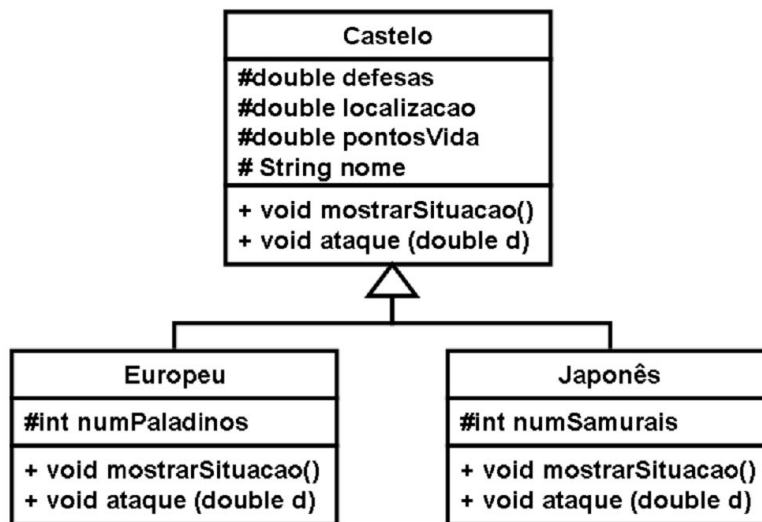 Castelo
#double defesas
#double localizacao
#double pontosVida
# String nome
+ void mostrarSituacao()
+ void ataque (double d)
Europeu
#int numPaladinos
+ void mostrarSituacao()
+ void ataque (double d)
Japonês
#int numSamurais
+ void mostrarSituacao()
+ void ataque (double d)